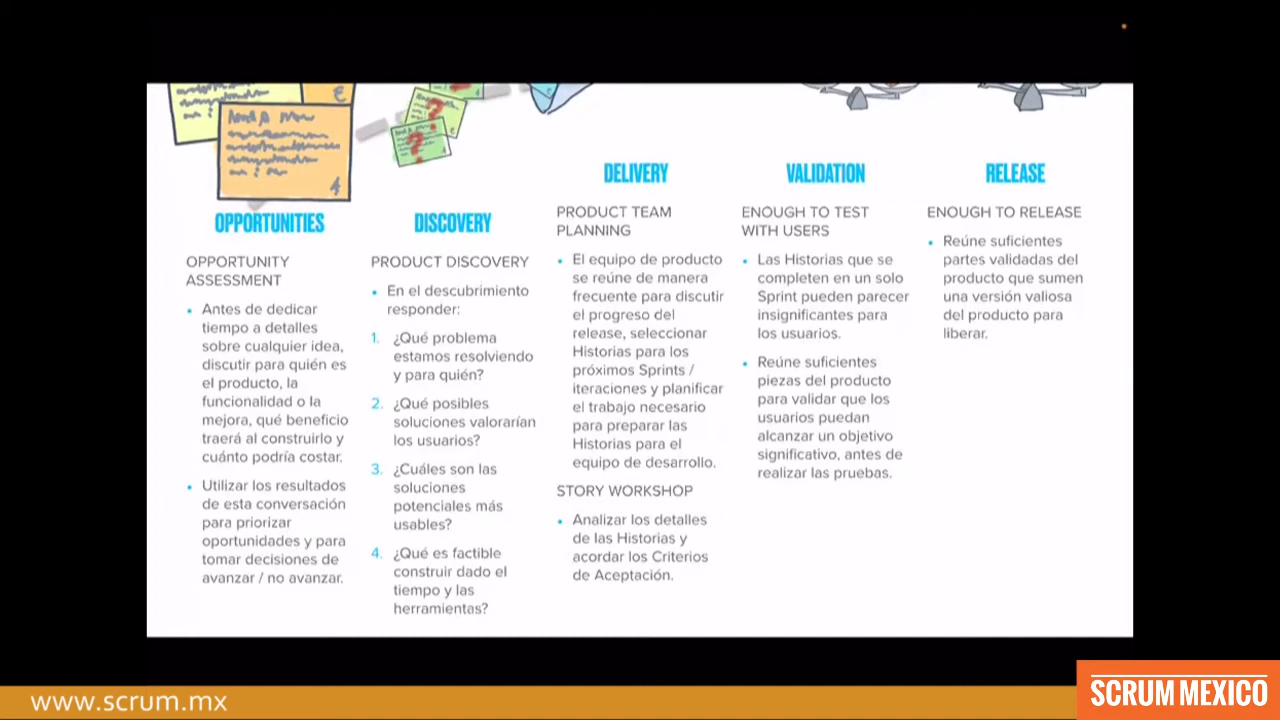 OPPORTUNITIES
OPPORTUNITY
ASSESSMENT
• Antes de dedicar
tiempo a detalles
sobre cualquier idea,
discutir para quién es
el producto, la
funcionalidad o la
mejora, qué beneficio
traerá al construirlo y
cuánto podría costar.
• Utilizar los resultados
de esta conversación
para priorizar
oportunidades y para
tomar decisiones de
avanzar / no avanzar.
DISCOVERY
PRODUCT DISCOVERY
• En el descubrimiento
responder:
1. ¿Qué problema
estamos resolviendo
y para quién?
2. ¿Qué posibles
soluciones valorarían
los usuarios?
3. ¿Cuáles son las
soluciones
potenciales más
usables?
4. ¿Qué es factible
construir dado el
tiempo y las
herramientas?
DELIVERY
PRODUCT TEAM
PLANNING
• El equipo de producto
se reúne de manera
frecuente para discutir
el progreso del
release, seleccionar
Historias para los
próximos Sprints /
iteraciones y planificar
el trabajo necesario
para preparar las
Historias para el
equipo de desarrollo.
STORY WORKSHOP
• Analizar los detalles
de las Historias y
acordar los Criterios
de Aceptación.
VALIDATION
ENOUGH TO TEST
WITH USERS
• Las Historias que se
completen en un solo
Sprint pueden parecer
insignificantes para
los usuarios.
• Reúne suficientes
piezas del producto
para validar que los
usuarios puedan
alcanzar un objetivo
significativo, antes de
realizar las pruebas.
RELEASE
ENOUGH TO RELEASE
• Reúne suficientes
partes validadas del
producto que sumen
una versión valiosa
del producto para
liberar.
www.scrum.mx
SCRUM MEXICO